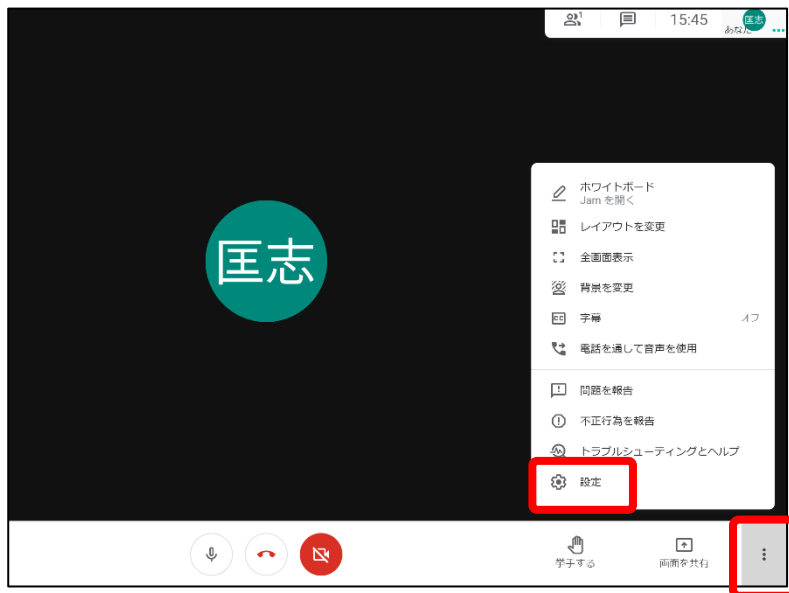 1
15:45
匡志
あなた
匡志
ホワイトボード
Jam を開く
レイアウトを変更
全画面表示
背景を変更
CC
字幕
オフ
電話を通して音声を使用
問題を報告
不正行為を報告
トラブルシューティングとヘルプ
設定
挙手する
画面を共有